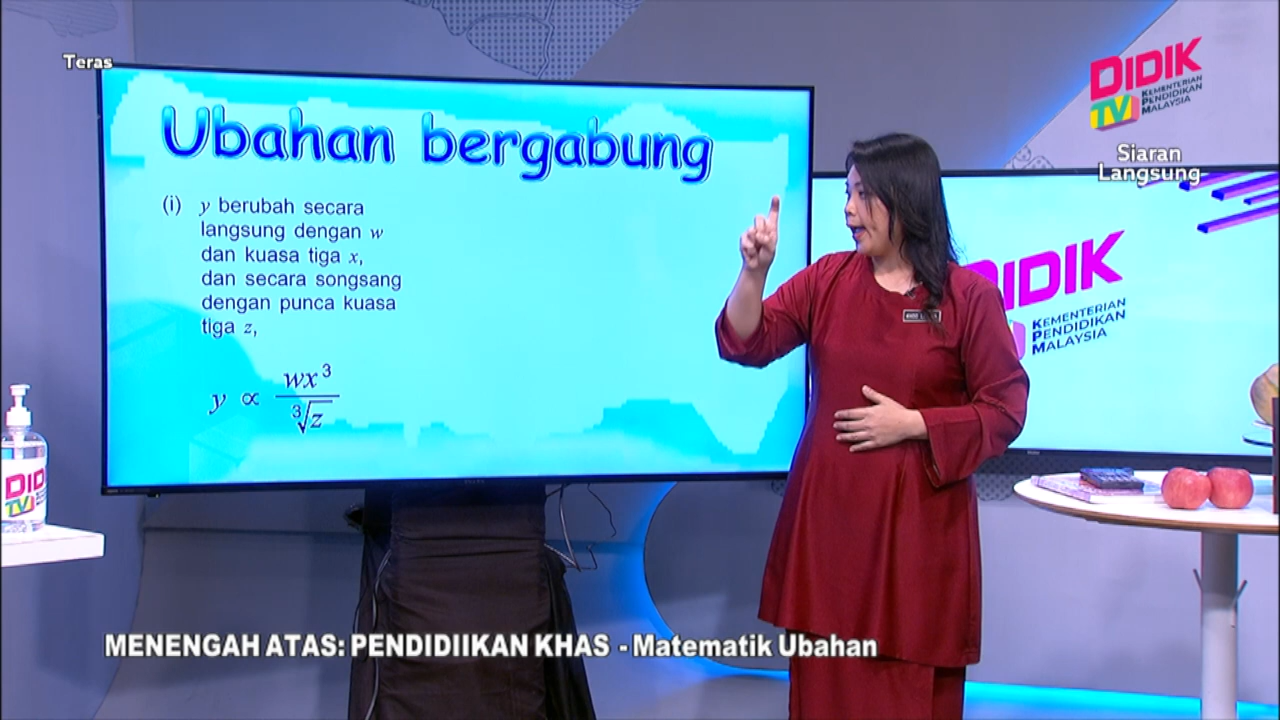 Teras
DIDIK
TV
KEMENTERIAN
PENDIDIKAN
MALAYSIA
Siaran
Langsung
Ubahan bergabung
(i) y berubah secara
langsung dengan w
dan kuasa tiga x,
dan secara songsang
dengan punca kuasa
tiga z,
y ∝ wx³ / ∛z
DIDIK
KEMENTERIAN
PENDIDIKAN
MALAYSIA
DID
TV
MENENGAH ATAS: PENDIDIIKAN KHAS - Matematik Ubahan